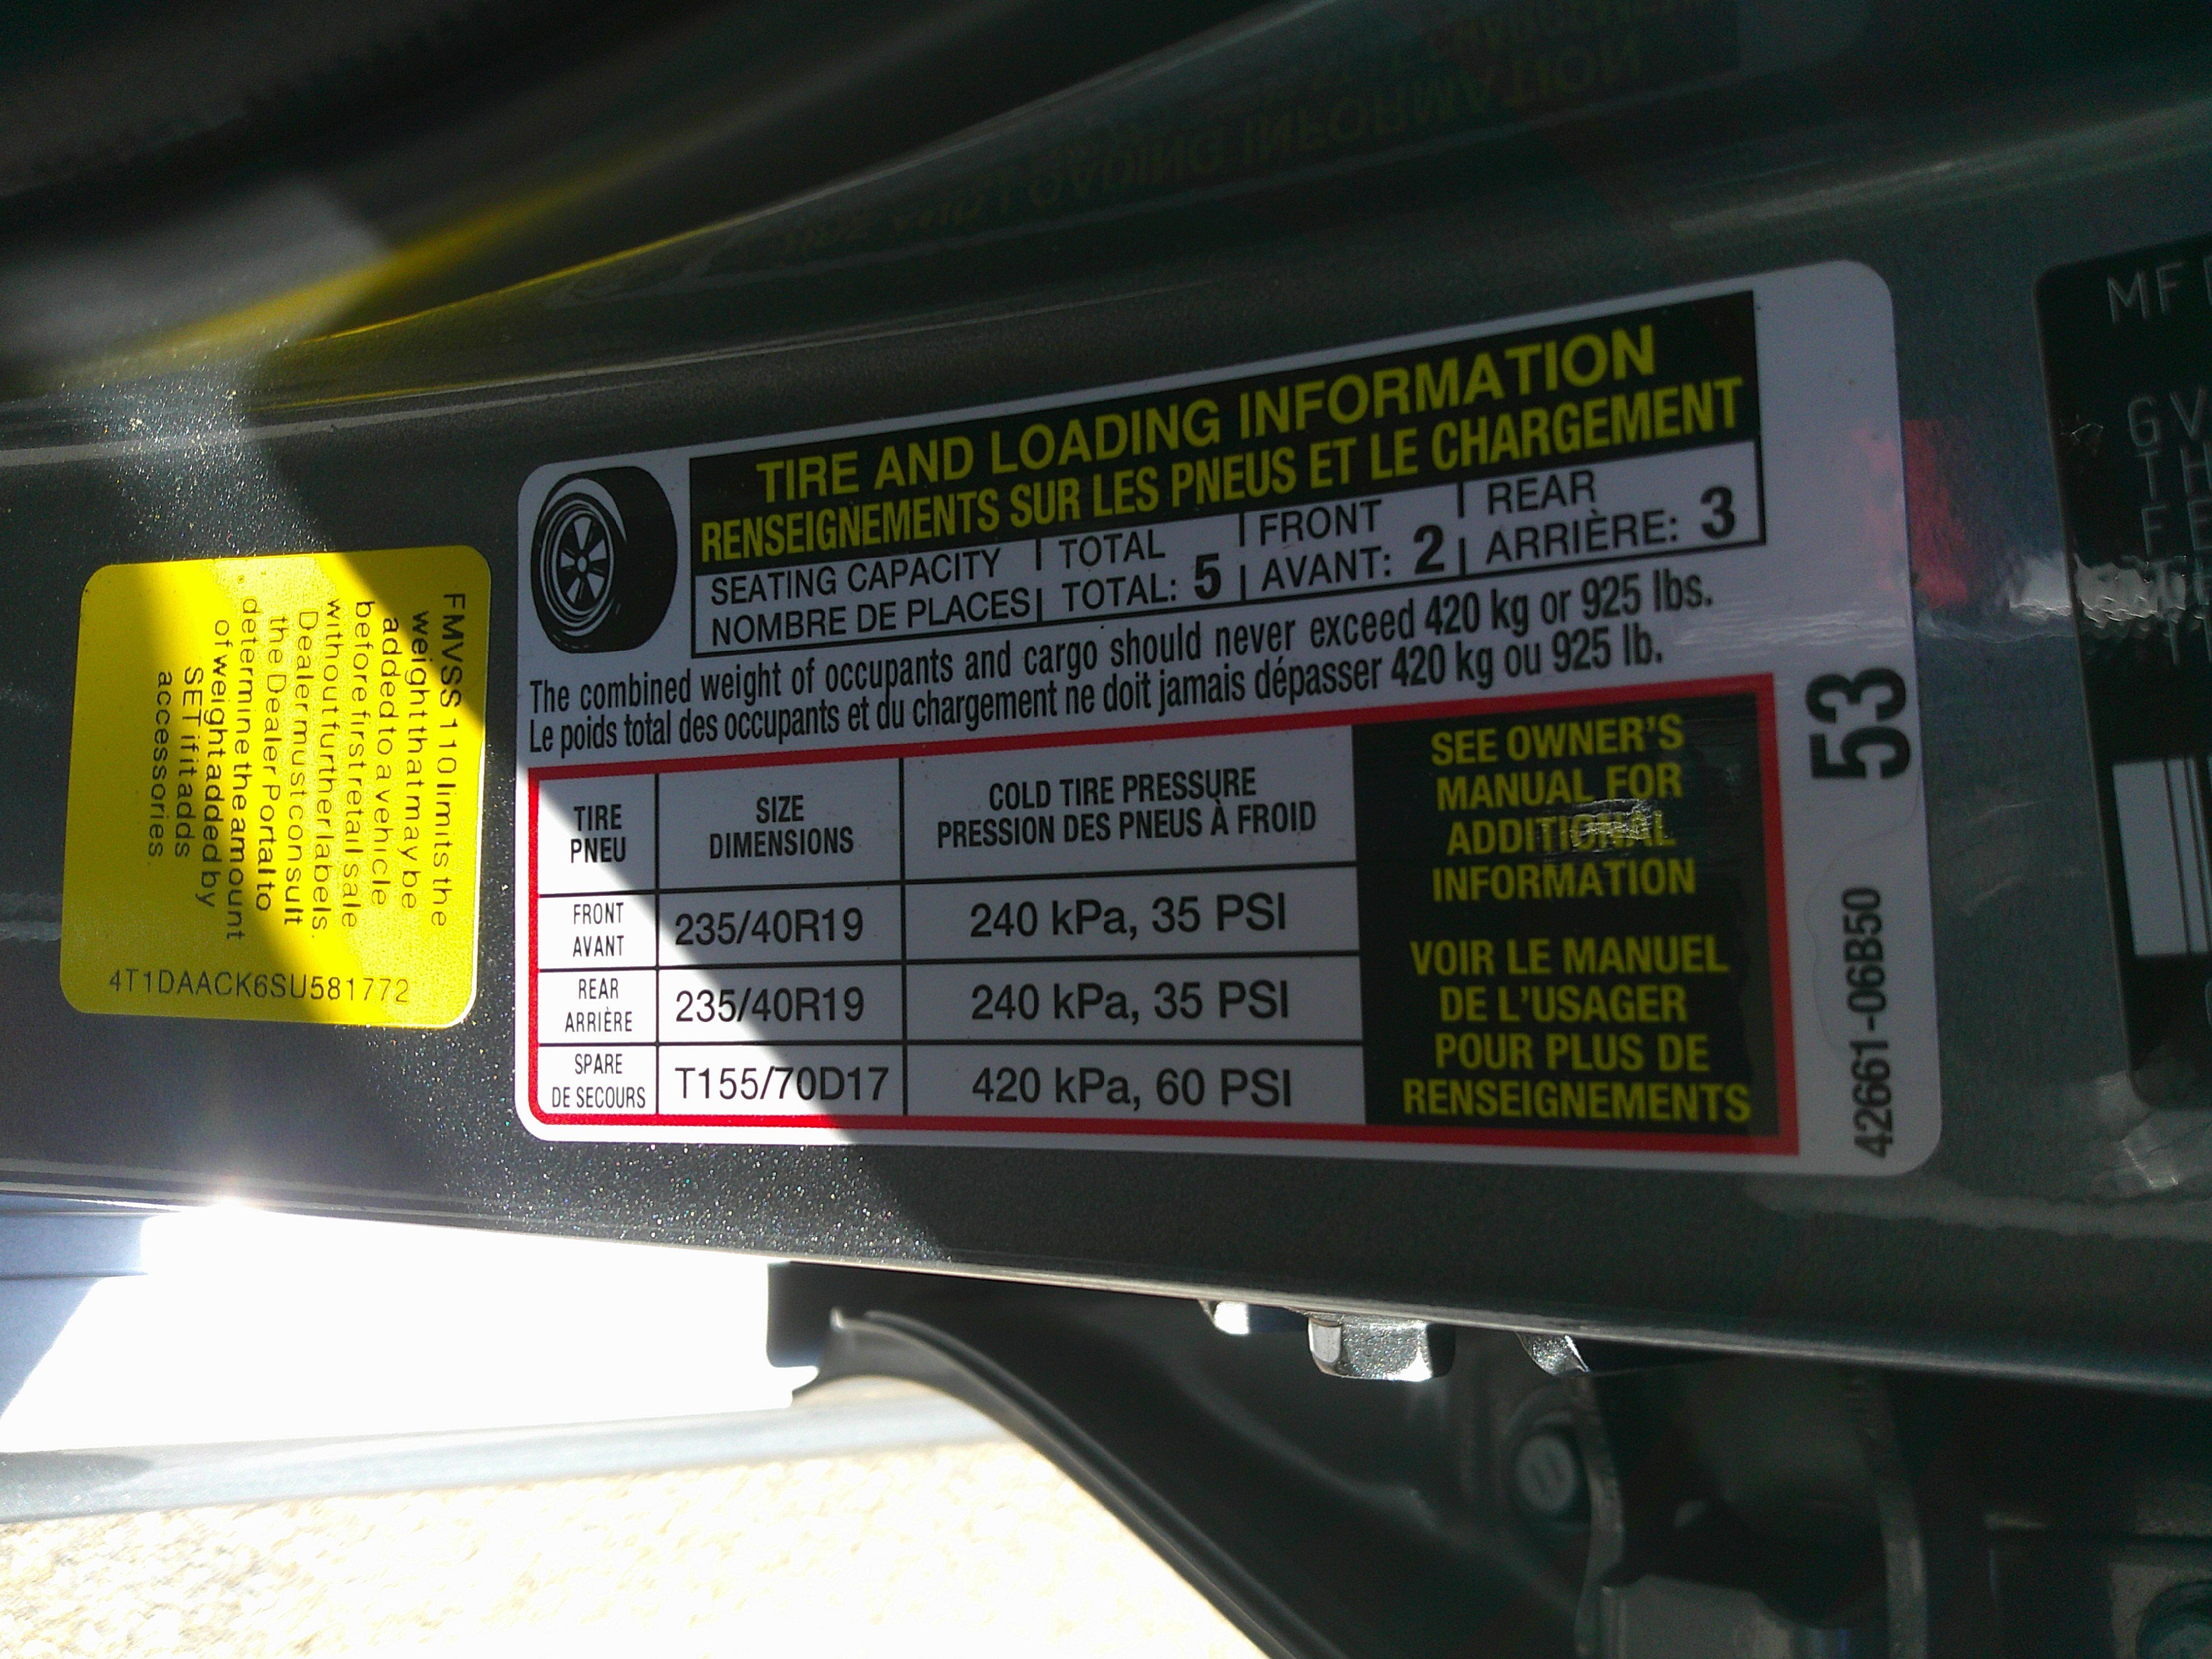 TIRE AND LOADING INFORMATION
RENSEIGNEMENTS SUR LES PNEUS ET LE CHARGEMENT
SEATING CAPACITY TOTAL FRONT REAR
NOMBRE DE PLACES TOTAL: 5 AVANT: 2 ARRIÈRE: 3
The combined weight of occupants and cargo should never exceed 420 kg or 925 lbs.
Le poids total des occupants et du chargement ne doit jamais dépasser 420 kg ou 925 lb.
TIRE
PNEU
SIZE
DIMENSIONS
COLD TIRE PRESSURE
PRESSION DES PNEUS À FROID
FRONT
AVANT
235/40R19
240 kPa, 35 PSI
REAR
ARRIÈRE
235/40R19
240 kPa, 35 PSI
SPARE
DE SECOURS
T155/70D17
420 kPa, 60 PSI
SEE OWNER'S
MANUAL FOR
ADDITIONAL
INFORMATION
VOIR LE MANUEL
DE L'USAGER
POUR PLUS DE
RENSEIGNEMENTS
53
42661-06B50
FMVSS 110 limits the
weight that may be
added to a vehicle
before first retail sale
without further labels.
Dealer must consult
the Dealer Portal to
determine the amount
of weight added by
SET if it adds
accessories.
4T1DAACK6SU581772
MF
GV